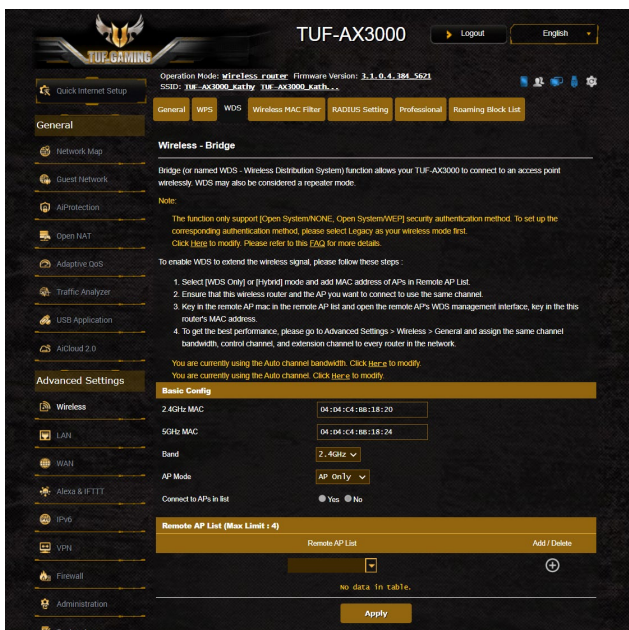 TUF GAMING
TUF-AX3000
Logout
English
Quick Internet Setup
Operation Mode: Wireless router Firmware Version: 3.1.0.4.384_5621
SSID: TUF-AX3000_Kathy TUF-AX3000_Kath...
General WPS WDS Wireless MAC Filter RADIUS Setting Professional Roaming Block List
General
Network Map
Guest Network
AiProtection
Open NAT
Adaptive QoS
Traffic Analyzer
USB Application
AiCloud 2.0
Advanced Settings
Wireless
LAN
WAN
Alexa & IFTTT
IPv6
VPN
Firewall
Administration
Wireless - Bridge
Bridge (or named WDS - Wireless Distribution System) function allows your TUF-AX3000 to connect to an access point
wirelessly. WDS may also be considered a repeater mode.
Note:
The function only support [Open System/NONE, Open System/WEP] security authentication method. To set up the
corresponding authentication method, please select Legacy as your wireless mode first.
Click Here to modify. Please refer to this FAQ for more details.
To enable WDS to extend the wireless signal, please follow these steps :
1. Select [WDS Only] or [Hybrid] mode and add MAC address of APs in Remote AP List.
2. Ensure that this wireless router and the AP you want to connect to use the same channel.
3. Key in the remote AP mac in the remote AP list and open the remote AP's WDS management interface, key in the this
router's MAC address.
4. To get the best performance, please go to Advanced Settings > Wireless > General and assign the same channel
bandwidth, control channel, and extension channel to every router in the network.
You are currently using the Auto channel bandwidth. Click Here to modify.
You are currently using the Auto channel. Click Here to modify.
Basic Config
2.4GHz MAC 04:D4:C4:B8:18:20
5GHz MAC 04:D4:C4:B8:18:24
Band 2.4GHz
AP Mode AP Only
Connect to APs in list Yes No
Remote AP List (Max Limit : 4)
Remote AP List Add / Delete
No data in table.
Apply